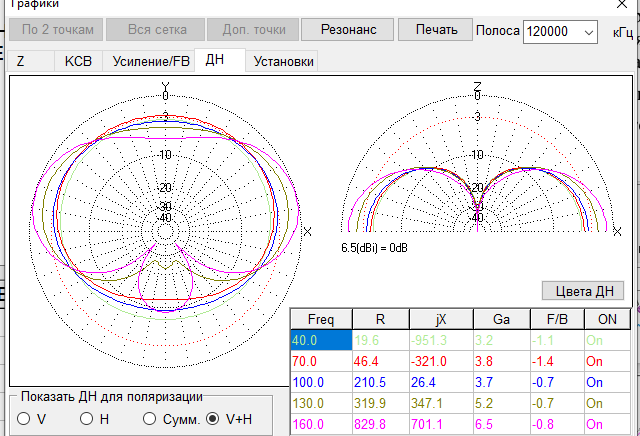 Графики
По 2 точкам Вся сетка Доп. точки Резонанс Печать Полоса 120000 кГц
Z КСВ Усиление/FB ДН Установки
Y Z
0 0
-3 -3
-10 -10
-20 -20
-30 -30
-40 -40
X X
6.5(dBi) = 0dB
Цвета ДН
Freq R jX Ga F/B ON
40.0 19.6 -951.3 3.2 -1.1 On
70.0 46.4 -321.0 3.8 -1.4 On
100.0 210.5 26.4 3.7 -0.7 On
130.0 319.9 347.1 5.2 -0.7 On
160.0 829.8 701.1 6.5 -0.8 On
Показать ДН для поляризации
V H Сумм. V+H